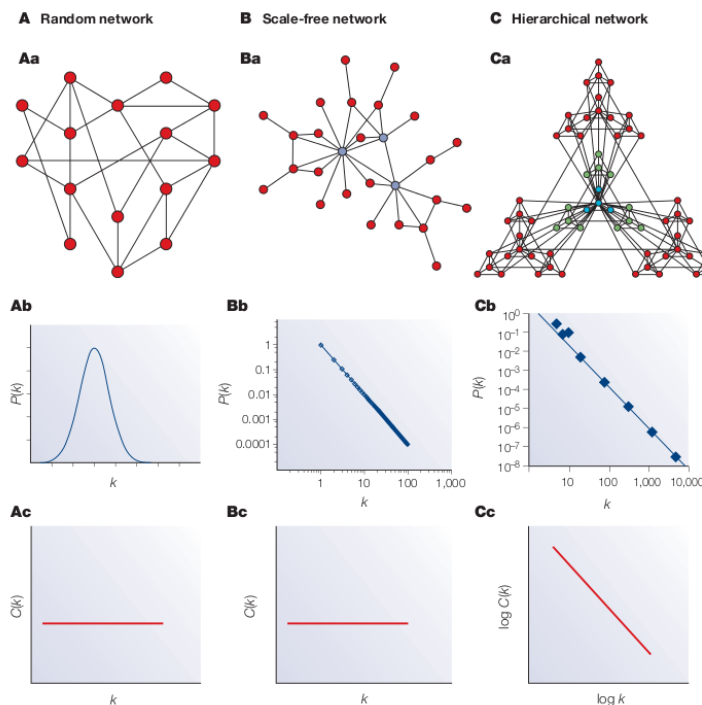 A Random network
B Scale-free network
C Hierarchical network
Aa
Ba
Ca
Ab
P(k)
k
Bb
1
0.1
0.01
0.001
0.0001
P(k)
1 10 100 1,000
k
Cb
10⁰
10⁻¹
10⁻²
10⁻³
10⁻⁴
10⁻⁵
10⁻⁶
10⁻⁷
10⁻⁸
P(k)
10 100 1,000 10,000
k
Ac
C(k)
k
Bc
C(k)
k
Cc
log C(k)
log k